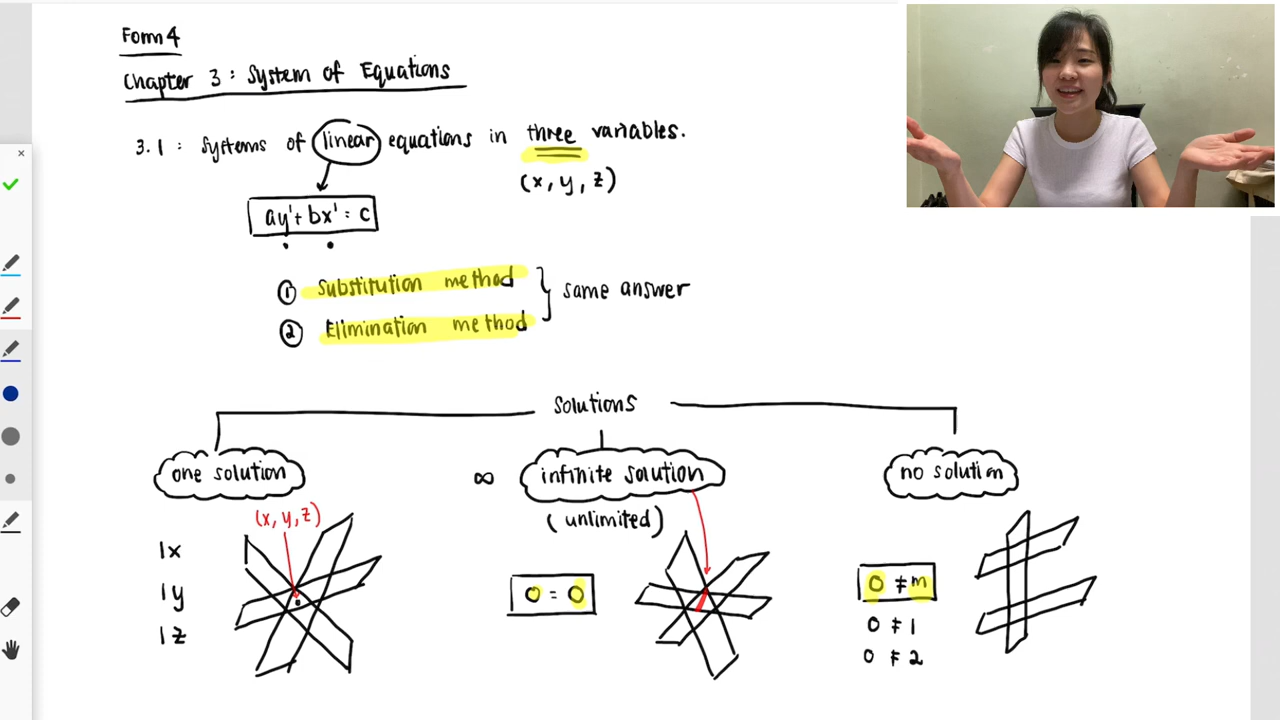 Form 4
Chapter 3 : System of Equations
3.1 : Systems of linear equations in three variables.
(x, y, z)
ay¹ + bx¹ = c
① Substitution method
② Elimination method
same answer
Solutions
one solution
∞ infinite solution
no solution
(x, y, z)
(unlimited)
1x
1y
1z
0 = 0
0 ≠ m
0 ≠ 1
0 ≠ 2